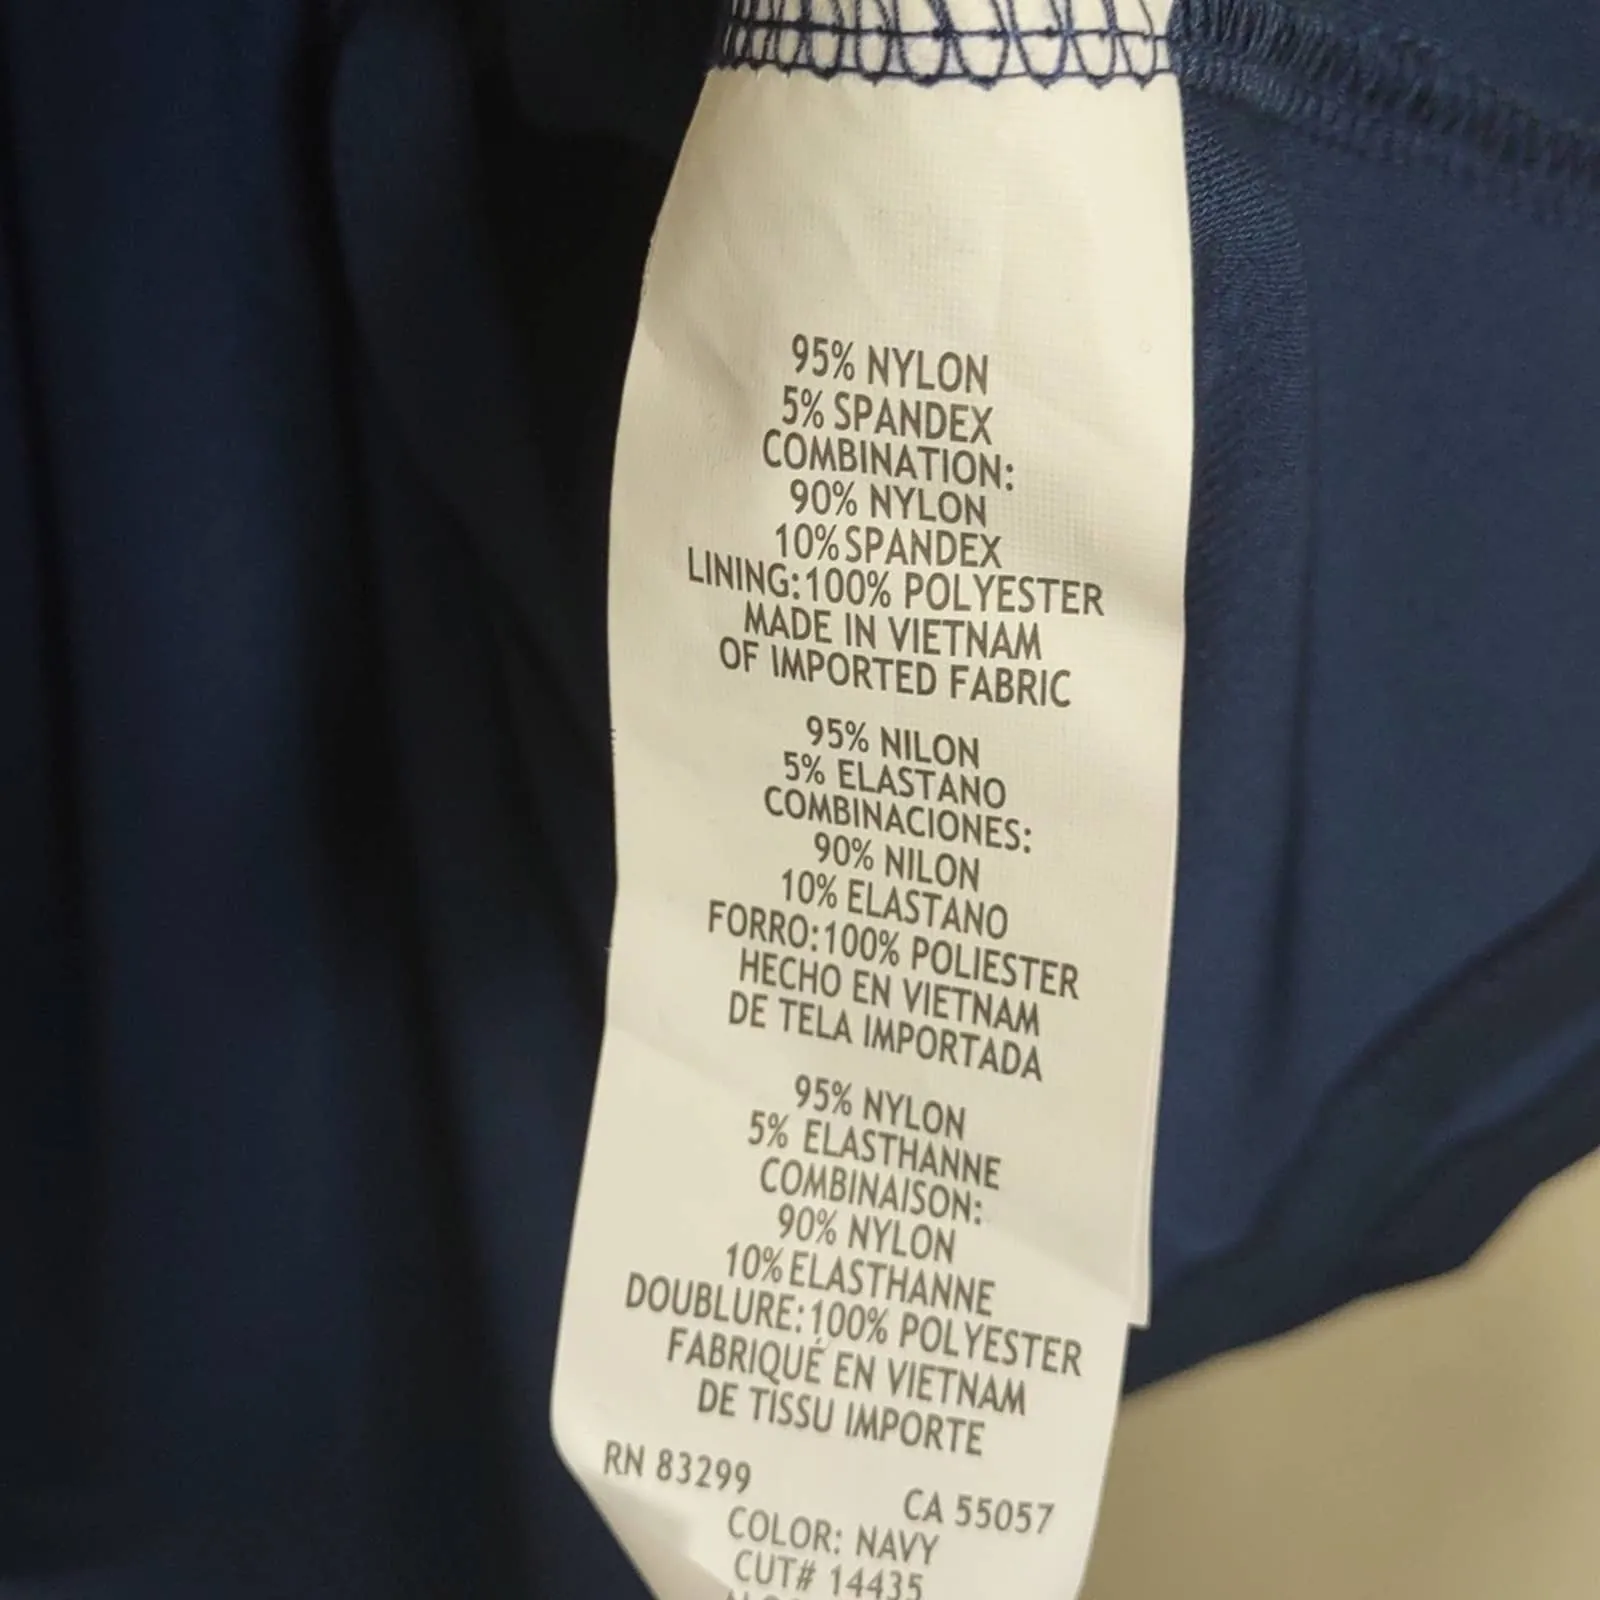 95% NYLON
5% SPANDEX
COMBINATION:
90% NYLON
10% SPANDEX
LINING:100% POLYESTER
MADE IN VIETNAM
OF IMPORTED FABRIC
95% NILON
5% ELASTANO
COMBINACIONES:
90% NILON
10% ELASTANO
FORRO:100% POLIESTER
HECHO EN VIETNAM
DE TELA IMPORTADA
95% NYLON
5% ELASTHANNE
COMBINAISON:
90% NYLON
10% ELASTHANNE
DOUBLURE:100% POLYESTER
FABRIQUÉ EN VIETNAM
DE TISSU IMPORTE
RN 83299
CA 55057
COLOR: NAVY
CUT# 14435